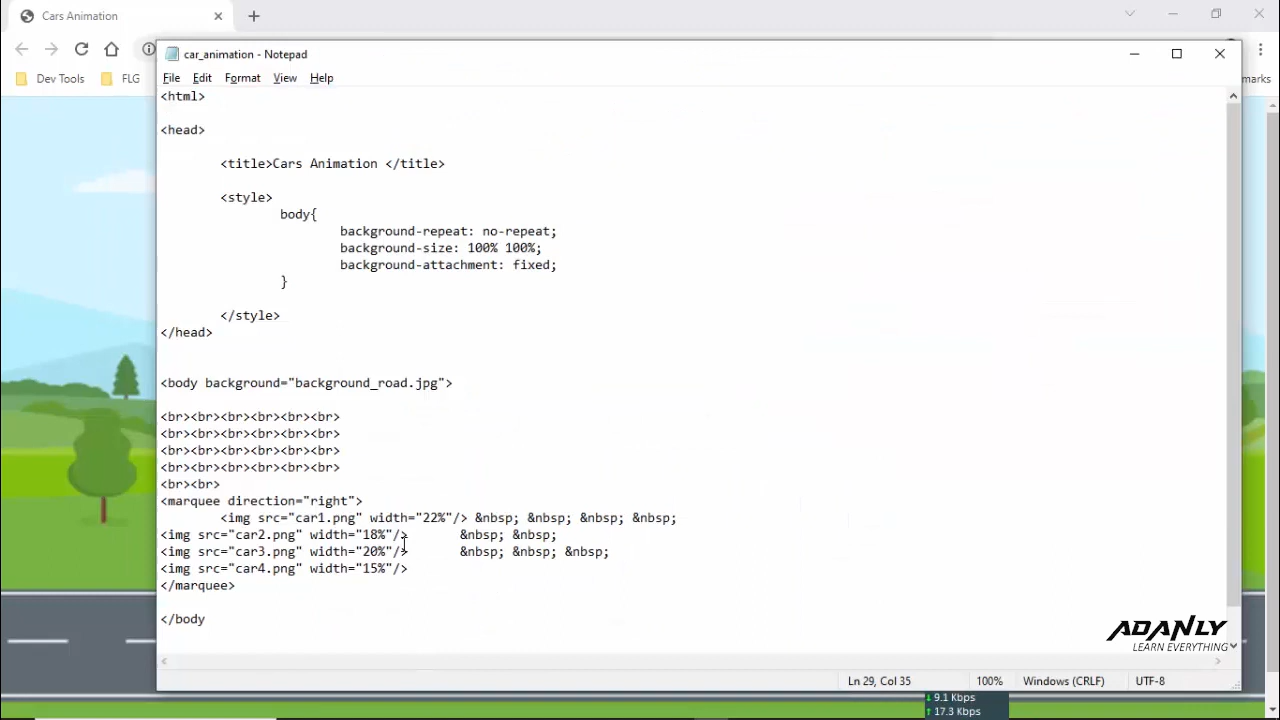 Cars Animation
Dev Tools FLG marks
car_animation - Notepad
File Edit Format View Help
<html>
<head>
<title>Cars Animation </title>
<style>
body{
background-repeat: no-repeat;
background-size: 100% 100%;
background-attachment: fixed;
}
</style>
</head>
<body background="background_road.jpg">
<br><br><br><br><br><br>
<br><br><br><br><br><br>
<br><br><br><br><br><br>
<br><br><br><br><br><br>
<br><br>
<marquee direction="right">
<img src="car1.png" width="22%"/> &nbsp; &nbsp; &nbsp; &nbsp;
<img src="car2.png" width="18%"/> &nbsp; &nbsp;
<img src="car3.png" width="20%"/> &nbsp; &nbsp; &nbsp;
<img src="car4.png" width="15%"/>
</marquee>
</body
ADANLY
LEARN EVERYTHING
Ln 29, Col 35 100% Windows (CRLF) UTF-8
9.1 Kbps
17.3 Kbps